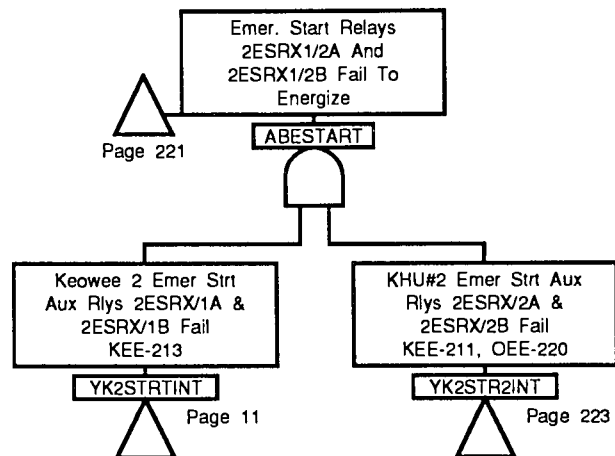 Emer. Start Relays
2ESRX1/2A And
2ESRX1/2B Fail To
Energize
Page 221
ABESTART
Keowee 2 Emer Strt
Aux Rlys 2ESRX/1A &
2ESRX/1B Fail
KEE-213
YK2STRTINT
Page 11
KHU#2 Emer Strt Aux
Rlys 2ESRX/2A &
2ESRX/2B Fail
KEE-211, OEE-220
YK2STR2INT
Page 223